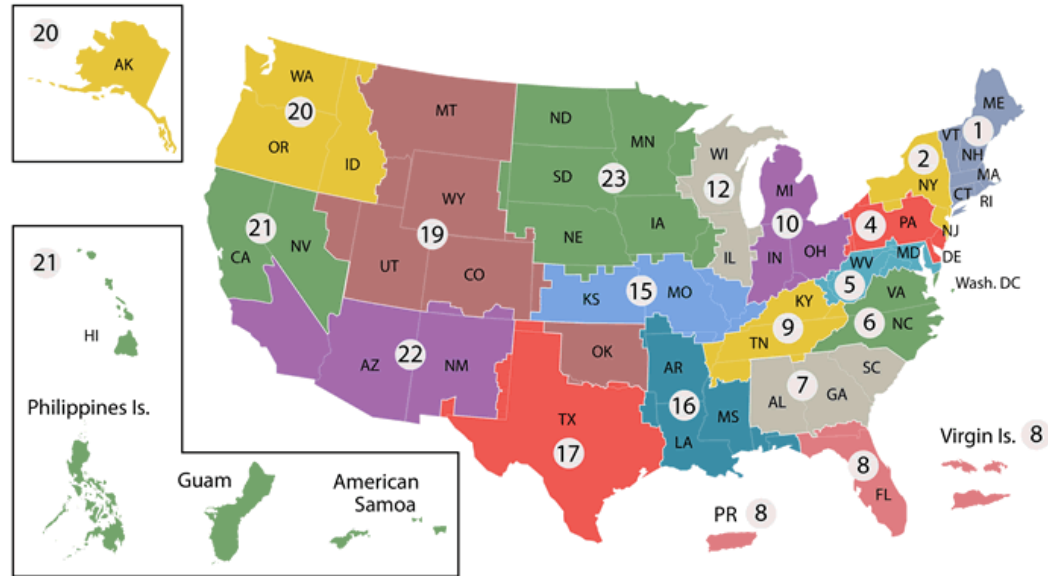 20
AK
21
HI
Philippines Is.
Guam
American
Samoa
WA
20
OR
ID
MT
WY
19
UT
CO
21
CA
NV
AZ
22
NM
ND
MN
SD
23
NE
IA
KS
15
MO
OK
TX
17
AR
16
LA
MS
WI
12
IL
MI
10
IN
OH
KY
9
TN
AL
7
GA
SC
8
FL
PR 8
Virgin Is. 8
ME
1
VT
NH
MA
CT
RI
2
NY
NJ
4
PA
DE
MD
WV
5
Wash. DC
VA
6
NC